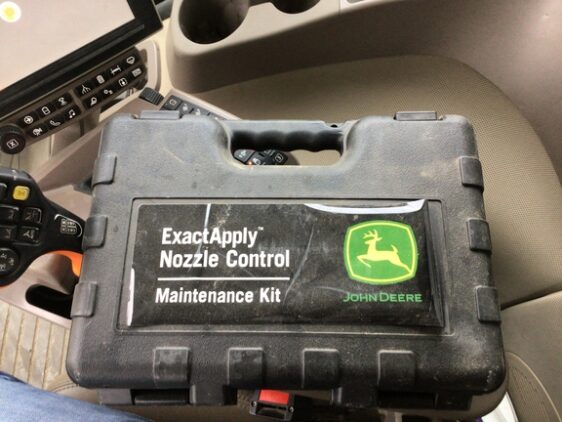 ExactApply™
Nozzle Control
Maintenance Kit
JOHN DEERE